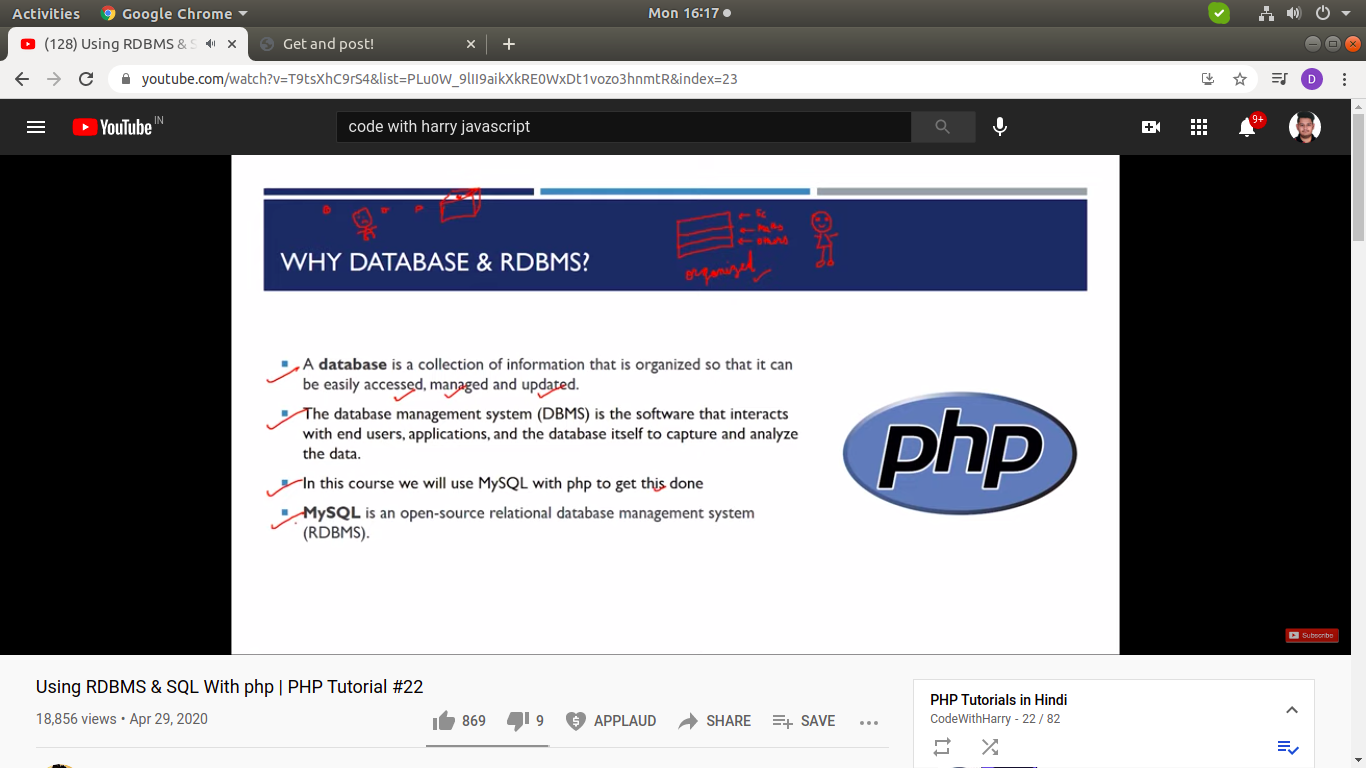 Activities Google Chrome Mon 16:17
(128) Using RDBMS & S Get and post!
youtube.com/watch?v=T9tsXhC9rS4&list=PLu0W_9lII9aikXkRE0WxDt1vozo3hnmtR&index=23 D
YouTube IN code with harry javascript 9+
WHY DATABASE & RDBMS?
organized
A database is a collection of information that is organized so that it can
be easily accessed, managed and updated.
The database management system (DBMS) is the software that interacts
with end users, applications, and the database itself to capture and analyze
the data.
In this course we will use MySQL with php to get this done
MySQL is an open-source relational database management system
(RDBMS).
php
Subscribe
Using RDBMS & SQL With php | PHP Tutorial #22
18,856 views • Apr 29, 2020 869 9 APPLAUD SHARE SAVE
PHP Tutorials in Hindi
CodeWithHarry - 22 / 82